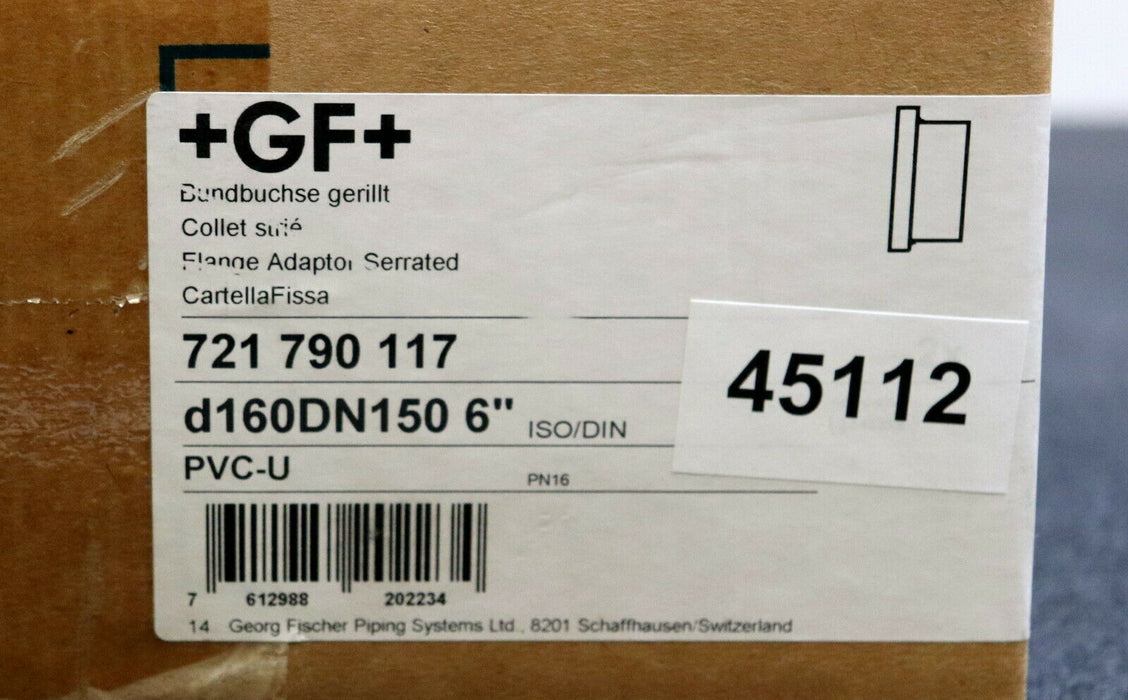 +GF+
Bundbuchse gerillt
Collet strié
Flange Adaptor Serrated
CartellaFissa
721 790 117
d160DN150 6" ISO/DIN
45112
PVC-U PN16
7 612988 202234
14 Georg Fischer Piping Systems Ltd., 8201 Schaffhausen/Switzerland